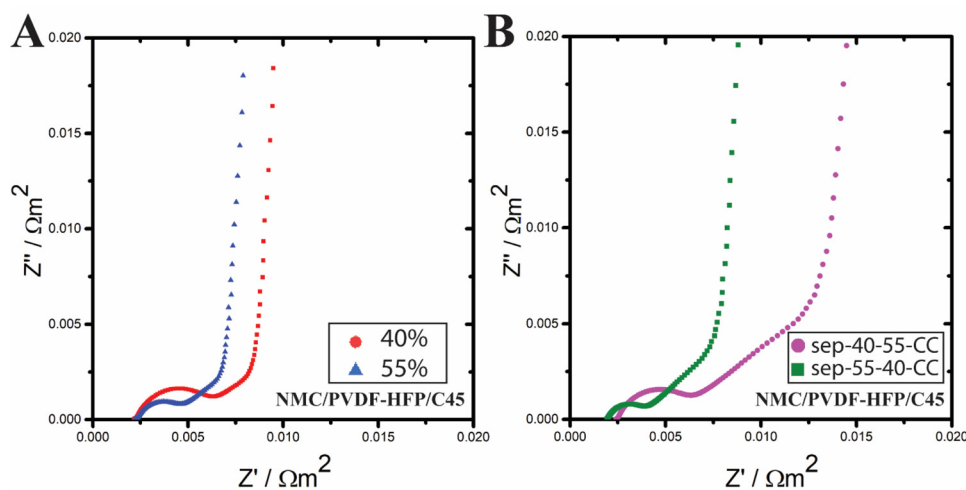 A
0.020
0.015
0.010
0.005
0.000
0.000 0.005 0.010 0.015 0.020
Z" / Ωm²
Z' / Ωm²
40%
55%
NMC/PVDF-HFP/C45
B
0.020
0.015
0.010
0.005
0.000
0.000 0.005 0.010 0.015 0.020
Z" / Ωm²
Z' / Ωm²
sep-40-55-CC
sep-55-40-CC
NMC/PVDF-HFP/C45